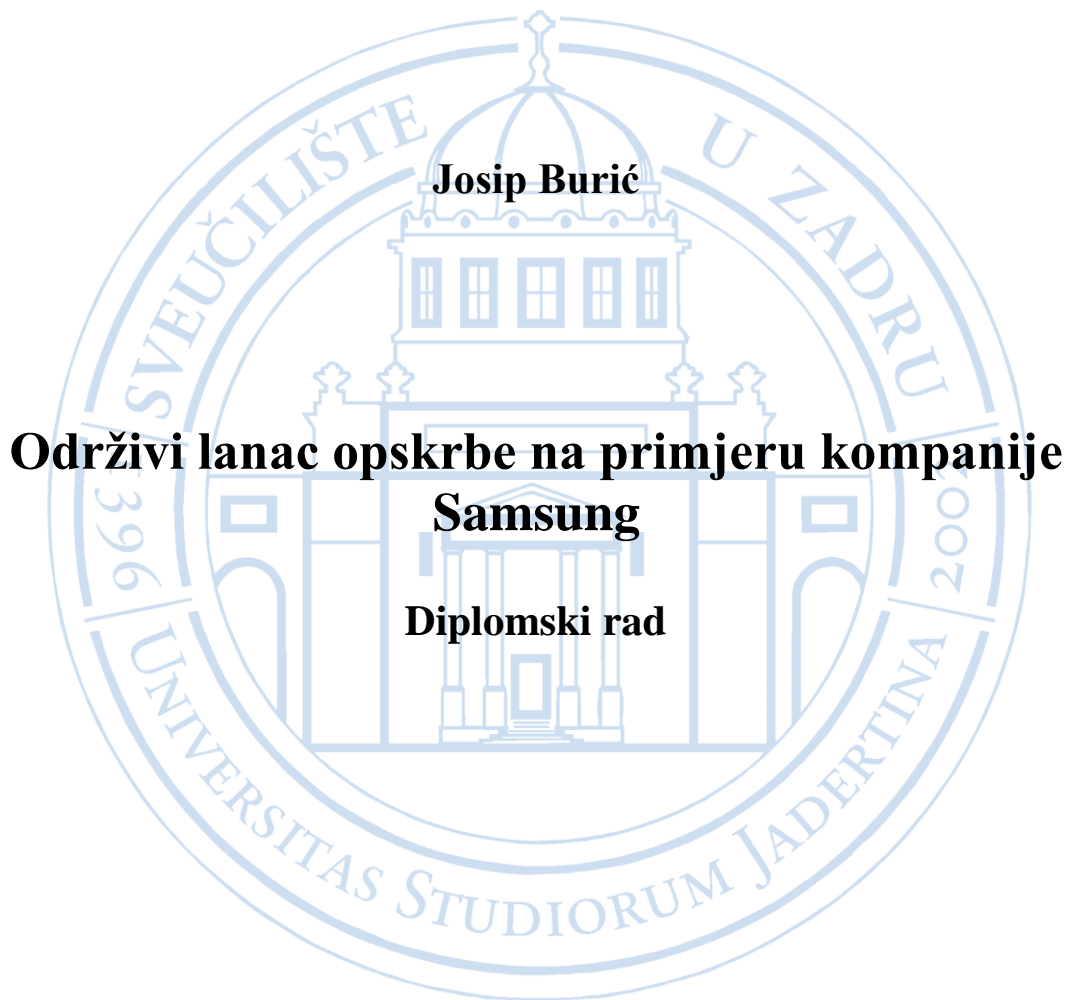 SVEUČILIŠTE U ZADRU
Josip Burić
Održivi lanac opskrbe na primjeru kompanije
Samsung
1396
2002
Diplomski rad
UNIVERSITAS STUDIORUM JADERTINA